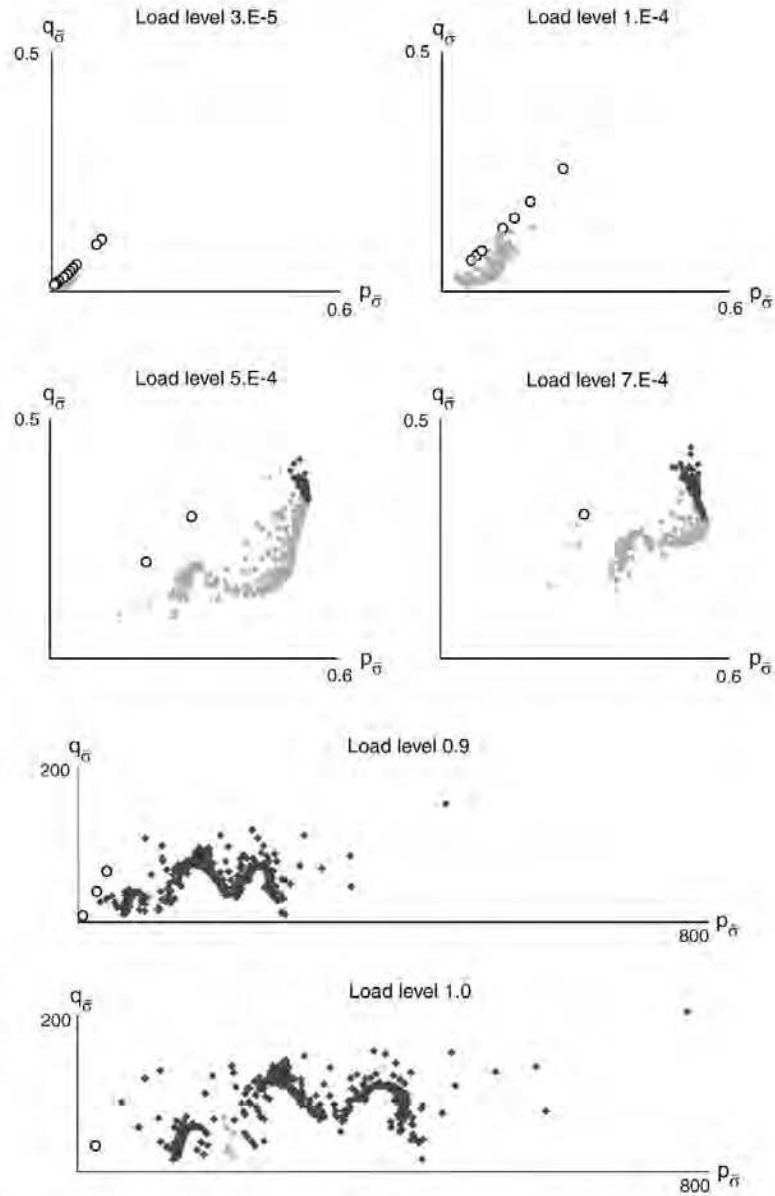 Load level 3.E-5
q_σ̄
0.5
p_σ̄
0.6
Load level 1.E-4
q_σ̄
0.5
p_σ̄
0.6
Load level 5.E-4
q_σ̄
0.5
p_σ̄
0.6
Load level 7.E-4
q_σ̄
0.5
p_σ̄
0.6
Load level 0.9
q_σ̄
200
p_σ̄
800
Load level 1.0
q_σ̄
200
p_σ̄
800